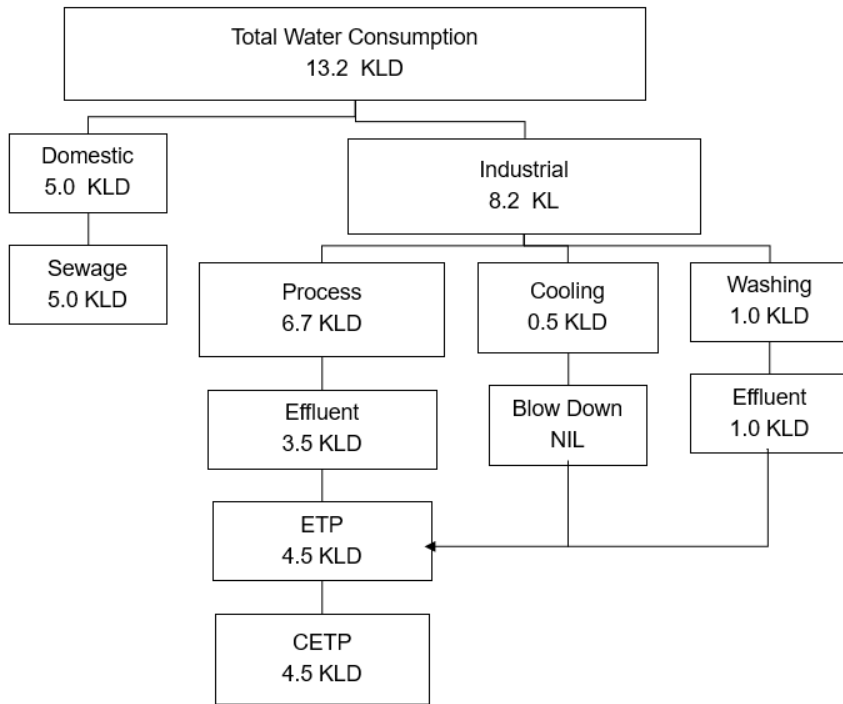 Total Water Consumption
13.2 KLD
Domestic
5.0 KLD
Industrial
8.2 KL
Sewage
5.0 KLD
Process
6.7 KLD
Cooling
0.5 KLD
Washing
1.0 KLD
Effluent
3.5 KLD
Blow Down
NIL
Effluent
1.0 KLD
ETP
4.5 KLD
CETP
4.5 KLD